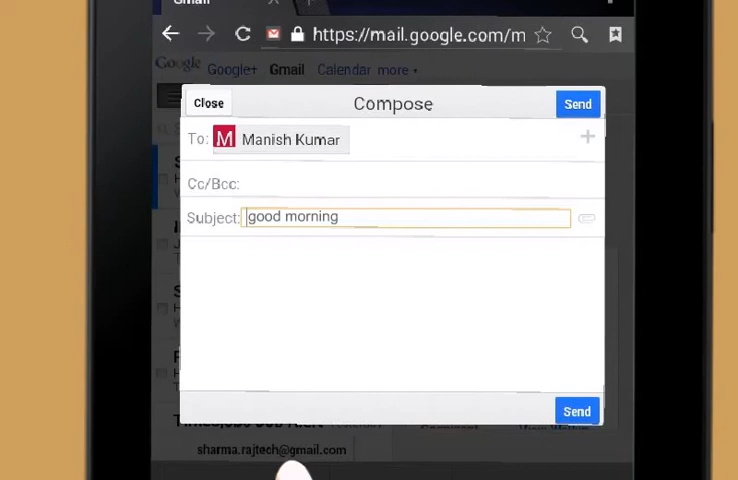 Gmail
https://mail.google.com/m
Google Google+ Gmail Calendar more
Close Compose Send
To: M Manish Kumar +
Cc/Bcc:
Subject: good morning
Send
sharma.rajtech@gmail.com